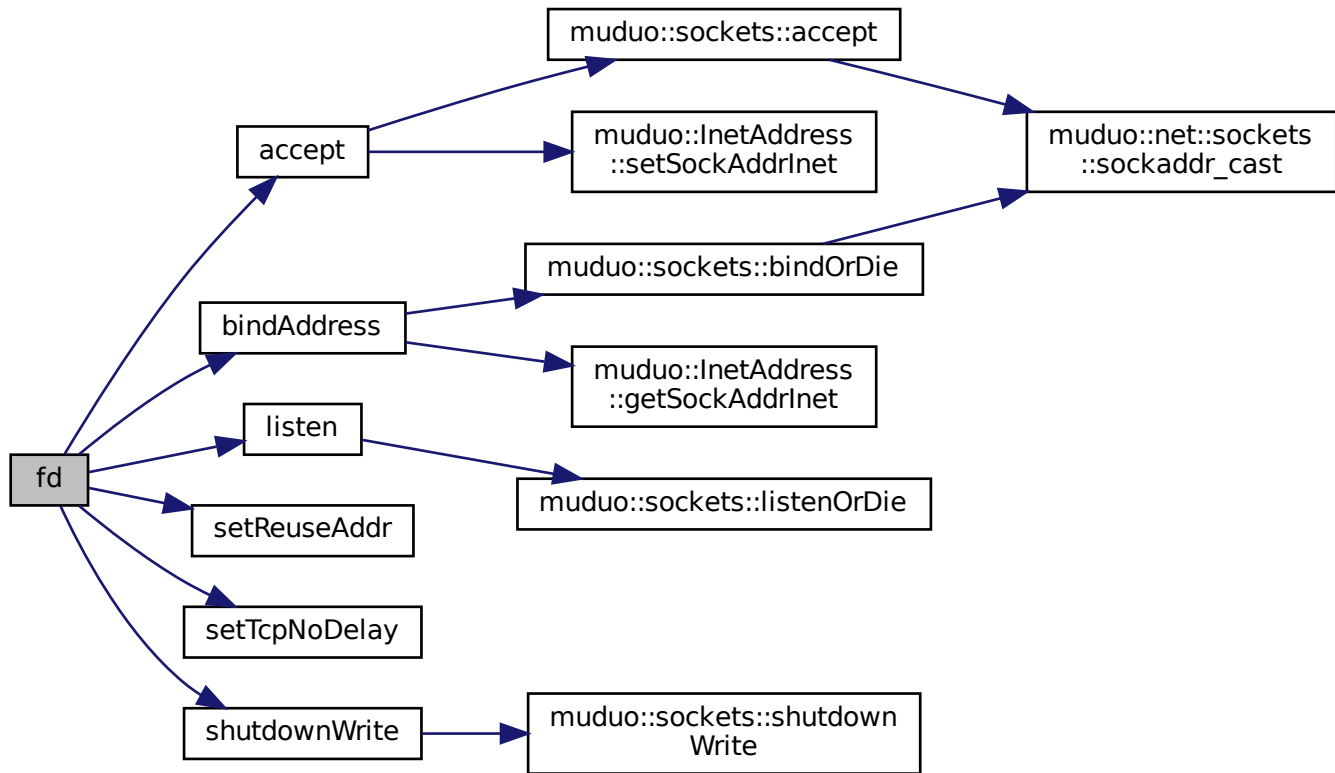 fd
accept
bindAddress
listen
setReuseAddr
setTcpNoDelay
shutdownWrite
muduo::sockets::accept
muduo::InetAddress
::setSockAddrInet
muduo::sockets::bindOrDie
muduo::InetAddress
::getSockAddrInet
muduo::sockets::listenOrDie
muduo::sockets::shutdown
Write
muduo::net::sockets
::sockaddr_cast